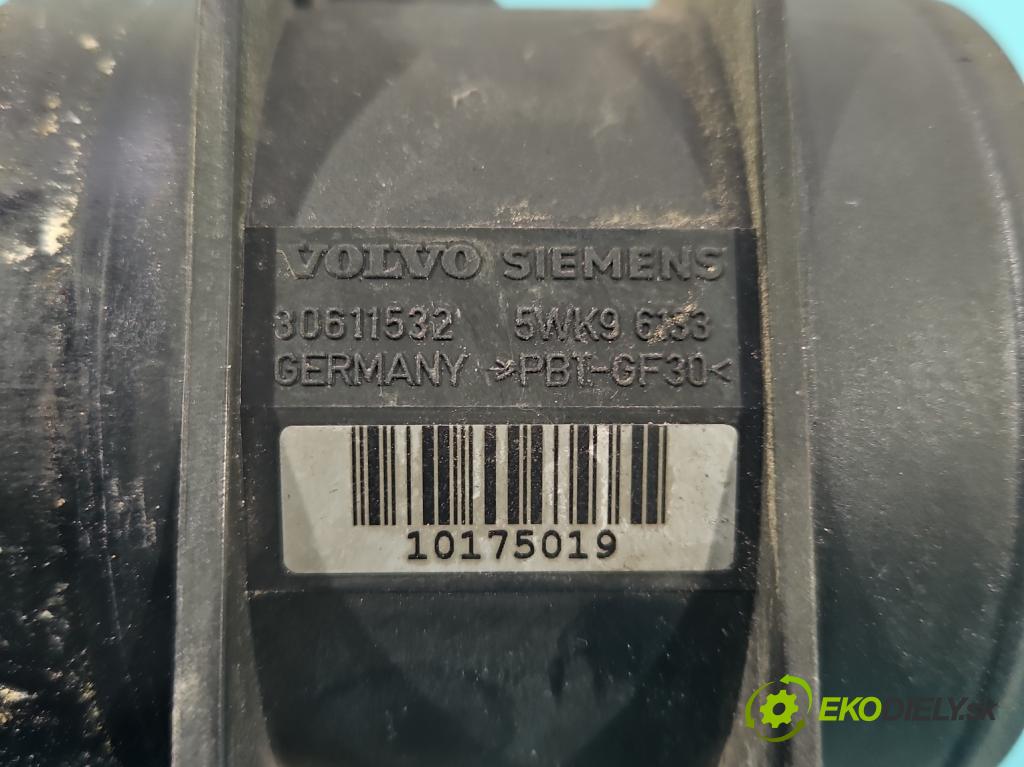 VOLVO SIEMENS
30611532 5WK9 6133
GERMANY >PBT-GF30<
10175019
EKODIELY.sk